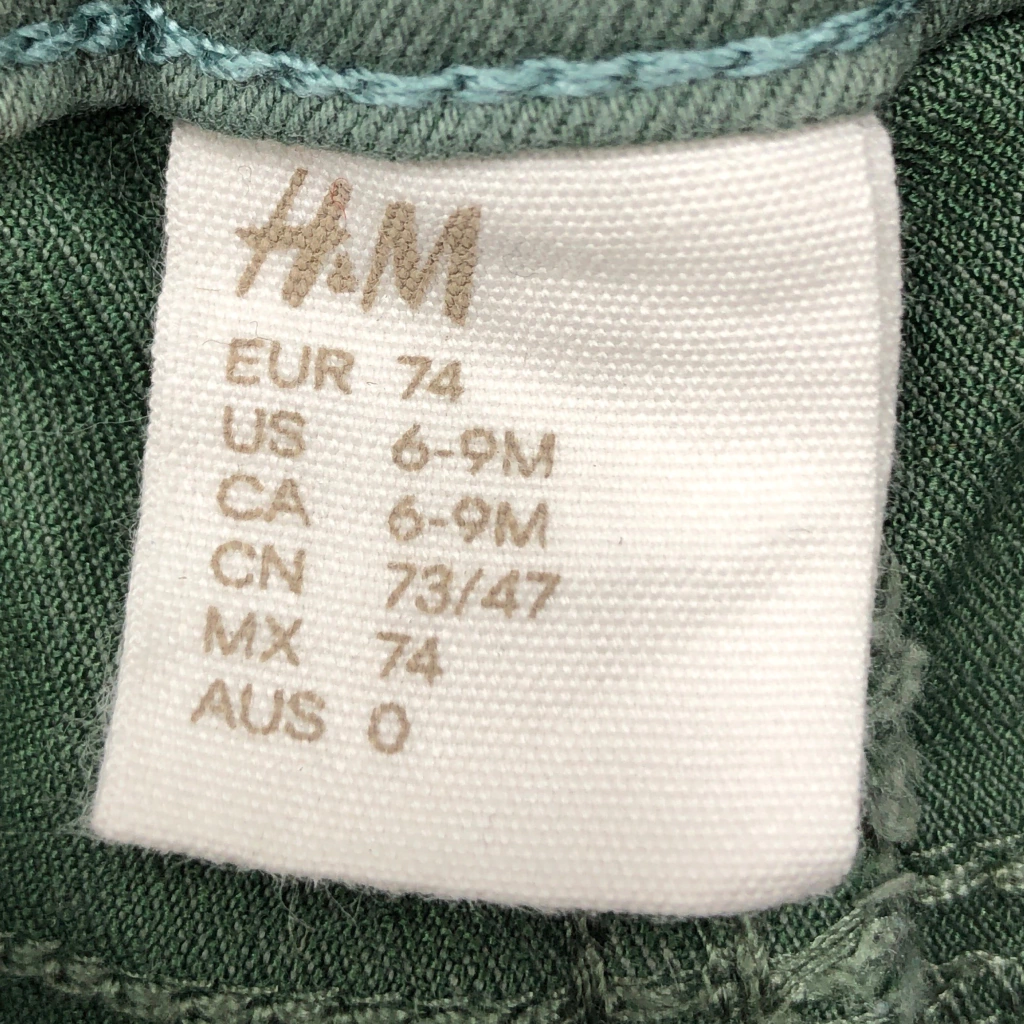 H&M
EUR 74
US 6-9M
CA 6-9M
CN 73/47
MX 74
AUS 0